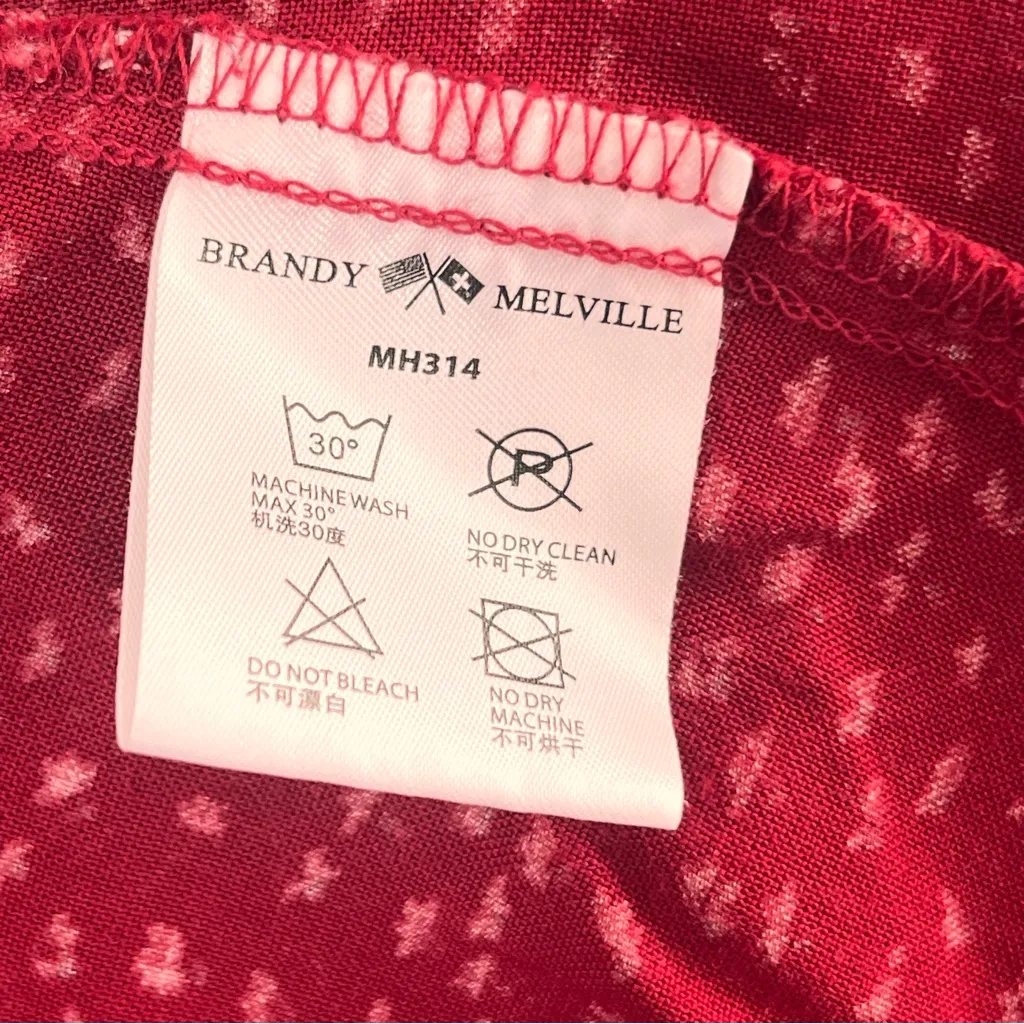 BRANDY MELVILLE
MH314
30°
MACHINE WASH
MAX 30°
机洗30度
P
NO DRY CLEAN
不可干洗
DO NOT BLEACH
不可漂白
NO DRY
MACHINE
不可烘干